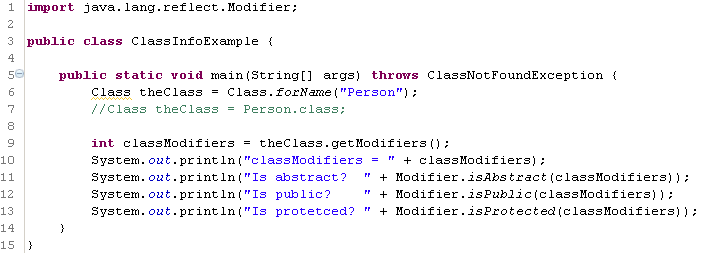 1 import java.lang.reflect.Modifier;
2
3 public class ClassInfoExample {
4
5     public static void main(String[] args) throws ClassNotFoundException {
6         Class theClass = Class.forName("Person");
7         //Class theClass = Person.class;
8
9         int classModifiers = theClass.getModifiers();
10         System.out.println("classModifiers = " + classModifiers);
11         System.out.println("Is abstract?  " + Modifier.isAbstract(classModifiers));
12         System.out.println("Is public?    " + Modifier.isPublic(classModifiers));
13         System.out.println("Is protetced? " + Modifier.isProtected(classModifiers));
14     }
15 }